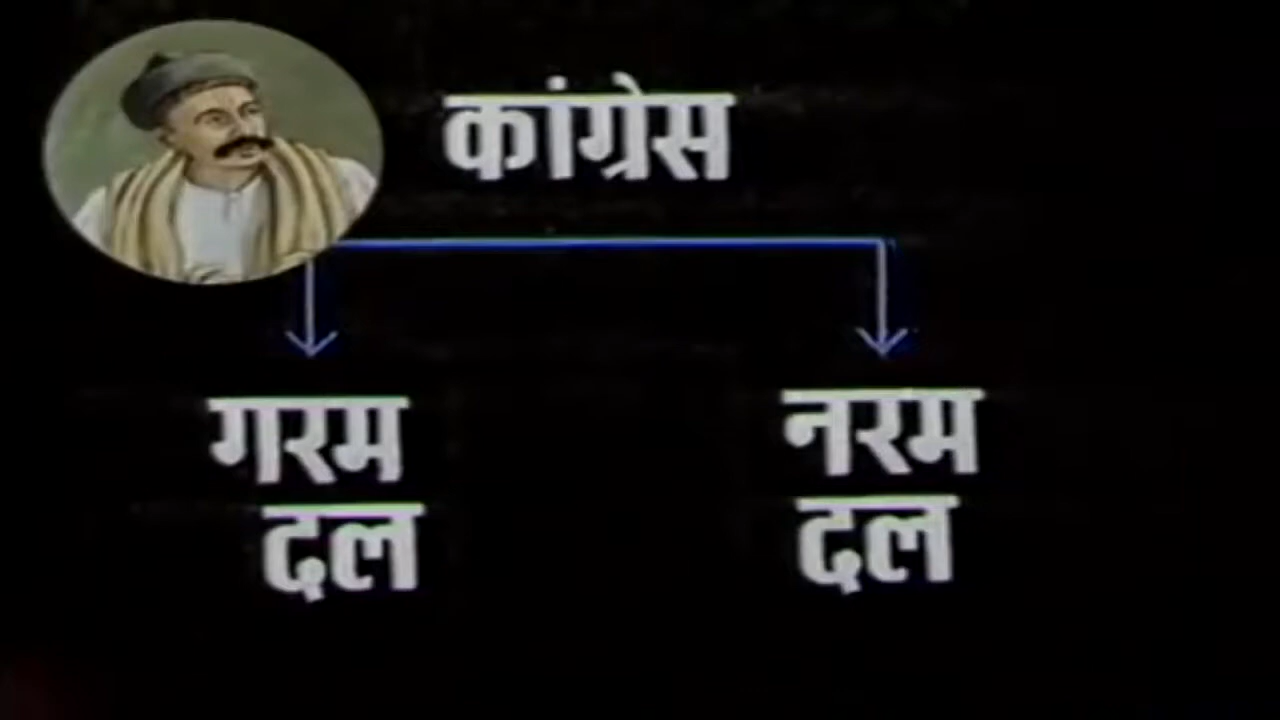 कांग्रेस
गरम
दल
नरम
दल